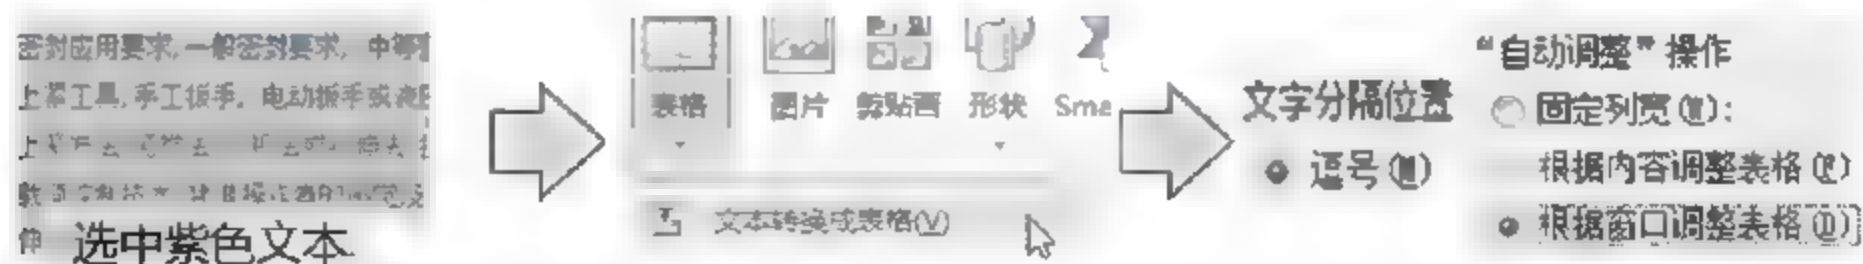 密封应用要求,一般密封要求, 中等
上紧工具,手工扳手, 电动扳手或液
上紧
选中紫色文本
表格 图片 剪贴画 形状 Sma
文本转换成表格(V)
文字分隔位置
逗号(M)
“自动调整”操作
固定列宽(W):
根据内容调整表格(F)
根据窗口调整表格(D)